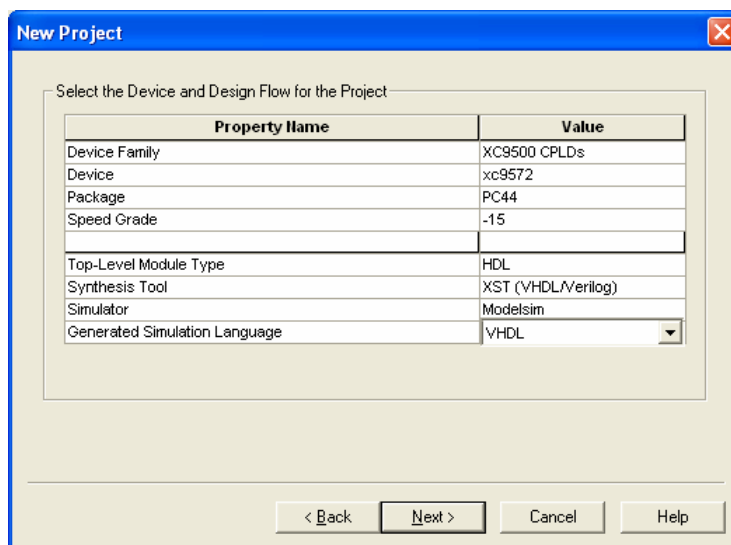 New Project
Select the Device and Design Flow for the Project
Property Name Value
Device Family XC9500 CPLDs
Device xc9572
Package PC44
Speed Grade -15
Top-Level Module Type HDL
Synthesis Tool XST (VHDL/Verilog)
Simulator Modelsim
Generated Simulation Language VHDL
< Back Next > Cancel Help